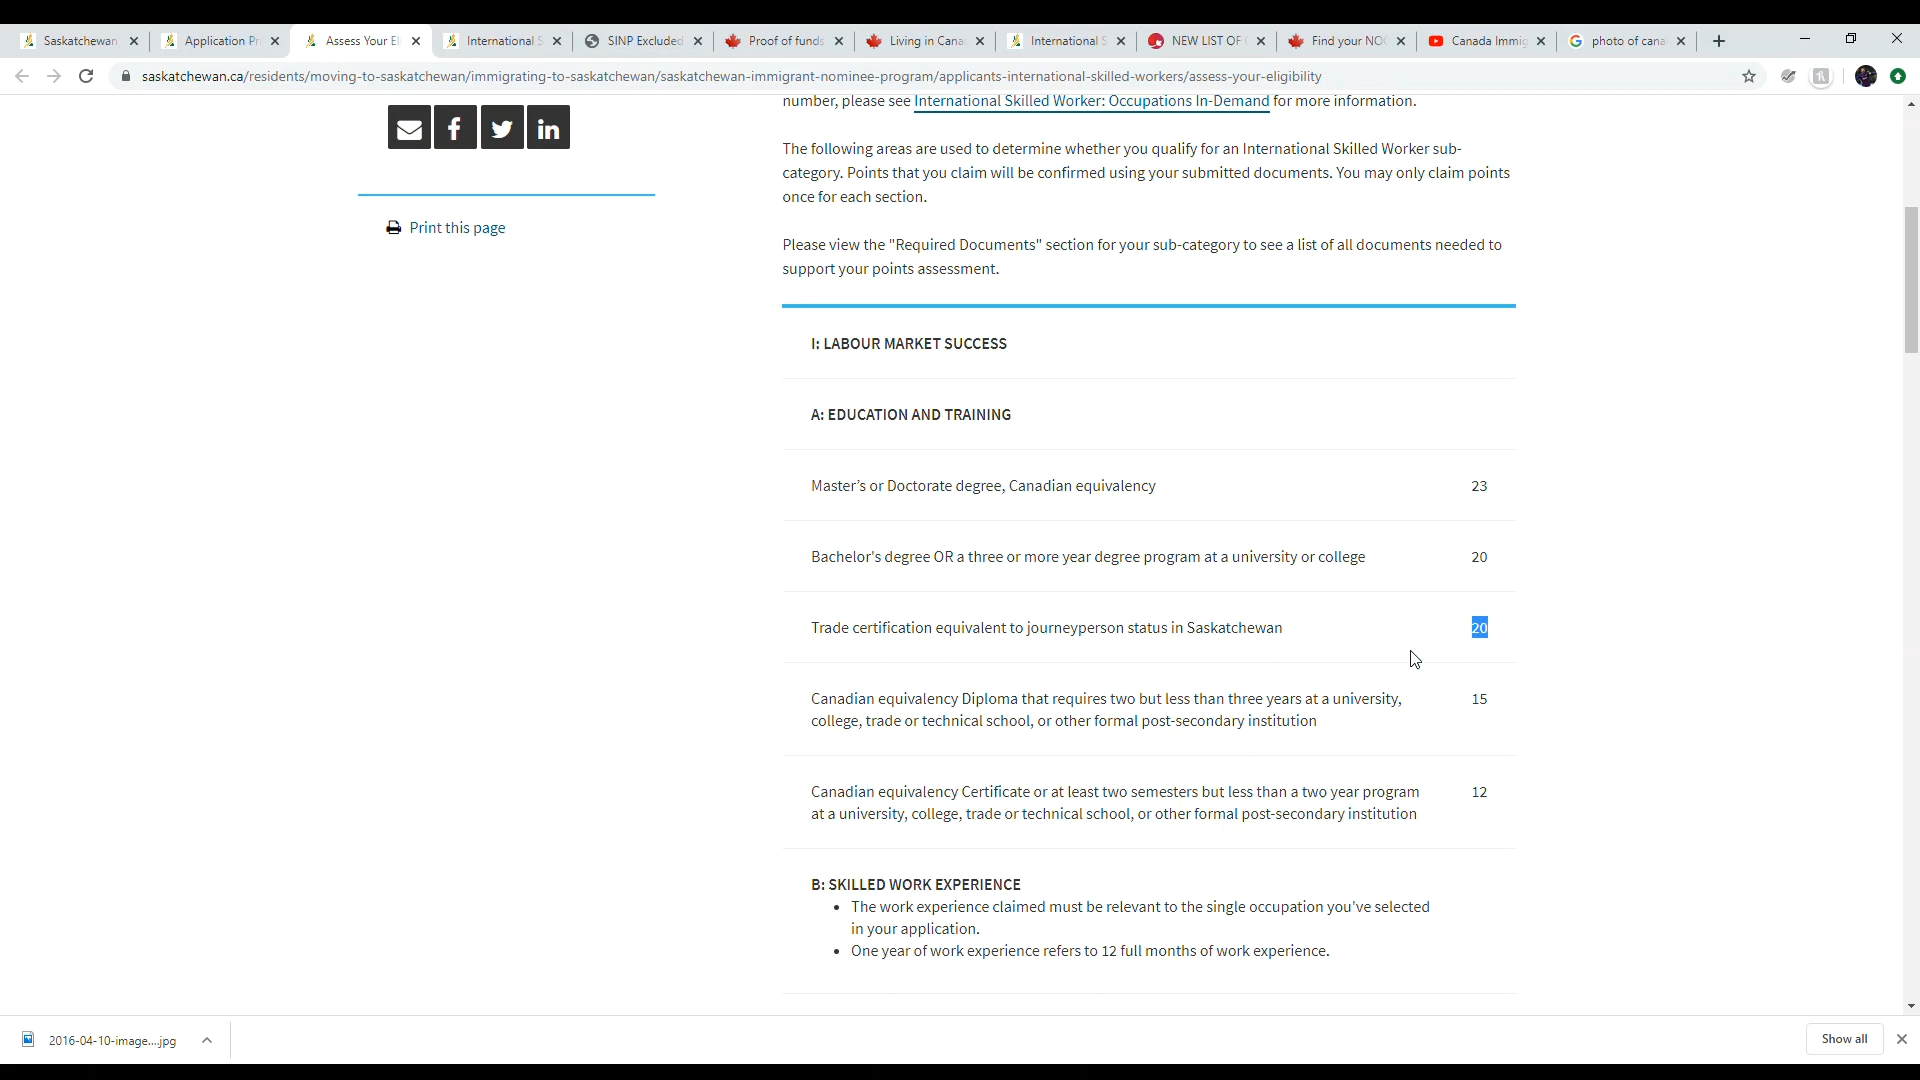 Saskatchewan
Application Pr
Assess Your El
International S
SINP Excluded
Proof of funds
Living in Cana
International S
NEW LIST OF
Find your NOC
Canada Immig
photo of cana
saskatchewan.ca/residents/moving-to-saskatchewan/immigrating-to-saskatchewan/saskatchewan-immigrant-nominee-program/applicants-international-skilled-workers/assess-your-eligibility
number, please see International Skilled Worker: Occupations In-Demand for more information.
The following areas are used to determine whether you qualify for an International Skilled Worker sub-
category. Points that you claim will be confirmed using your submitted documents. You may only claim points
once for each section.
Print this page
Please view the "Required Documents" section for your sub-category to see a list of all documents needed to
support your points assessment.
I: LABOUR MARKET SUCCESS
A: EDUCATION AND TRAINING
Master's or Doctorate degree, Canadian equivalency 23
Bachelor's degree OR a three or more year degree program at a university or college 20
Trade certification equivalent to journeyperson status in Saskatchewan 20
Canadian equivalency Diploma that requires two but less than three years at a university, 15
college, trade or technical school, or other formal post-secondary institution
Canadian equivalency Certificate or at least two semesters but less than a two year program 12
at a university, college, trade or technical school, or other formal post-secondary institution
B: SKILLED WORK EXPERIENCE
• The work experience claimed must be relevant to the single occupation you've selected
in your application.
• One year of work experience refers to 12 full months of work experience.
2016-04-10-image....jpg
Show all